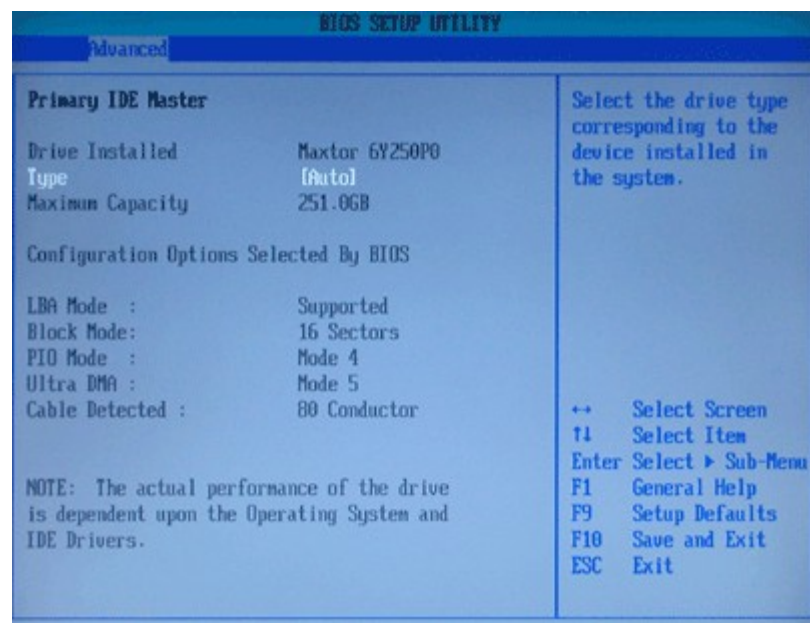 BIOS SETUP UTILITY
Advanced
Primary IDE Master
Drive Installed Maxtor 6Y250P0
Type [Auto]
Maximum Capacity 251.0GB
Configuration Options Selected By BIOS
LBA Mode : Supported
Block Mode: 16 Sectors
PIO Mode : Mode 4
Ultra DMA : Mode 5
Cable Detected : 80 Conductor
NOTE: The actual performance of the drive
is dependent upon the Operating System and
IDE Drivers.
Select the drive type
corresponding to the
device installed in
the system.
↔ Select Screen
↑↓ Select Item
Enter Select ► Sub-Menu
F1 General Help
F9 Setup Defaults
F10 Save and Exit
ESC Exit